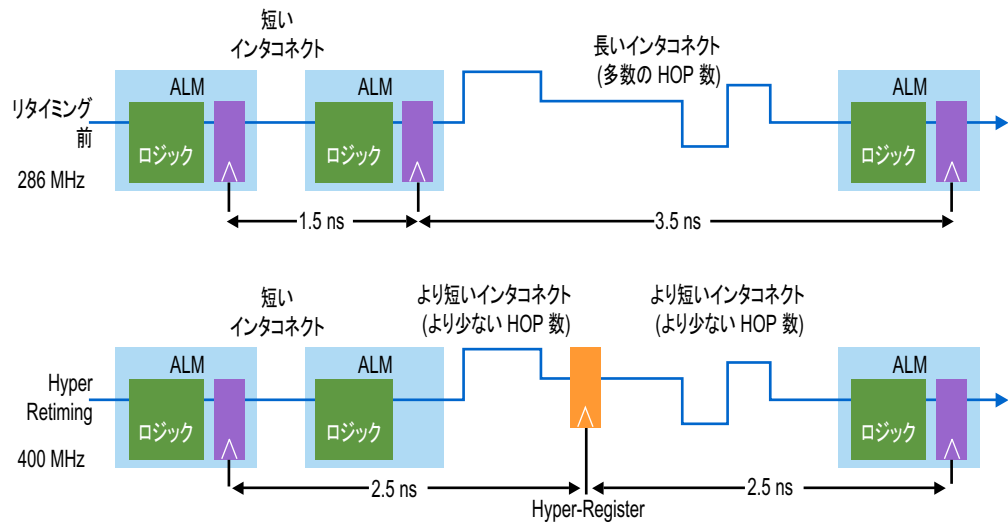 短い
インタコネクト
長いインタコネクト
(多数の HOP 数)
ALM
ALM
ALM
リタイミング
前
ロジック
ロジック
ロジック
286 MHz
1.5 ns
3.5 ns
短い
インタコネクト
より短いインタコネクト
(より少ない HOP 数)
より短いインタコネクト
(より少ない HOP 数)
ALM
ALM
ALM
Hyper
Retiming
ロジック
ロジック
ロジック
400 MHz
2.5 ns
2.5 ns
Hyper-Register